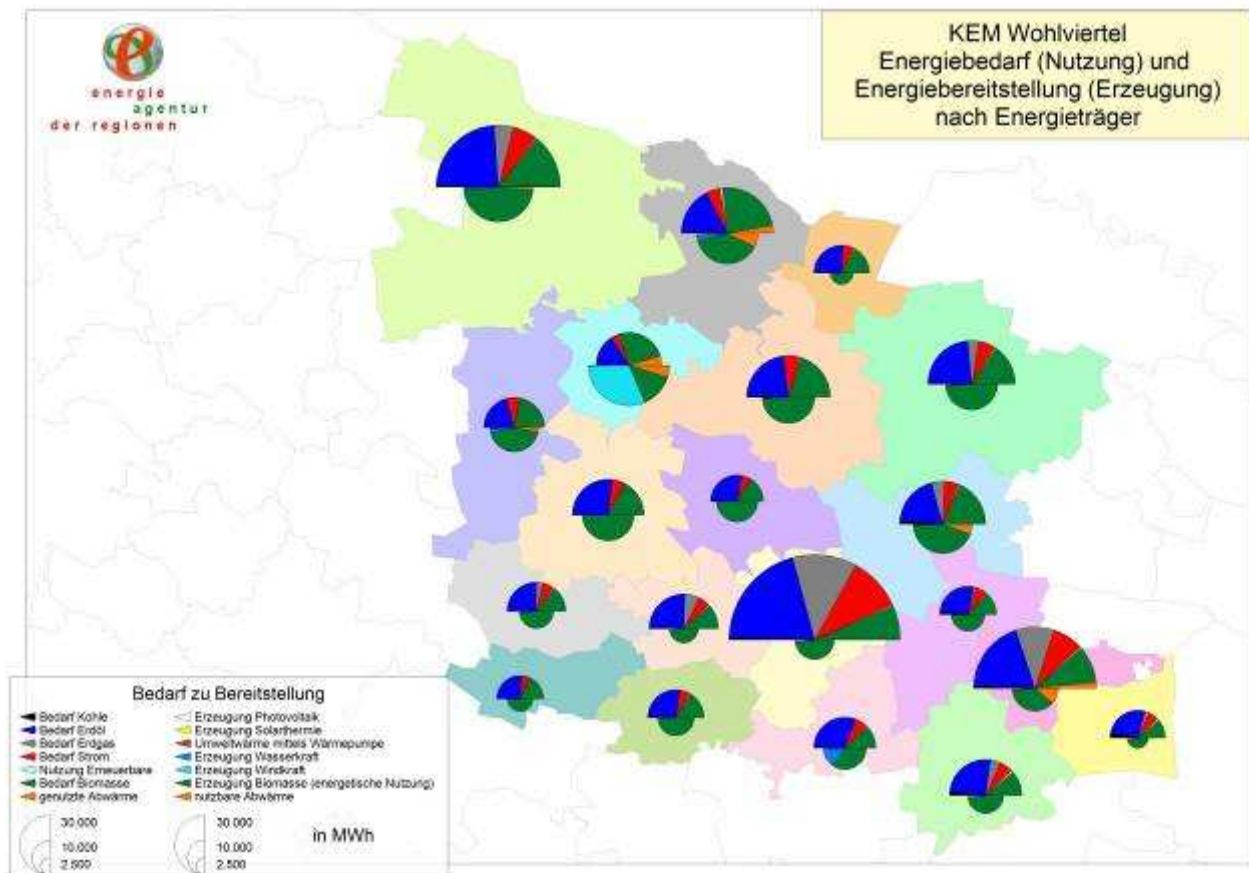 energie
agentur
der regionen
KEM Wohlviertel
Energiebedarf (Nutzung) und
Energiebereitstellung (Erzeugung)
nach Energieträger
Bedarf zu Bereitstellung
Bedarf Kohle
Bedarf Erdöl
Bedarf Erdgas
Bedarf Strom
Nutzung Erneuerbare
Bedarf Biomasse
genutzte Abwärme
Erzeugung Photovoltaik
Erzeugung Solarthermie
Umweltwärme mittels Wärmepumpe
Erzeugung Wasserkraft
Erzeugung Windkraft
Erzeugung Biomasse (energetische Nutzung)
nutzbare Abwärme
30.000
10.000
2.500
30.000
10.000
2.500
in MWh